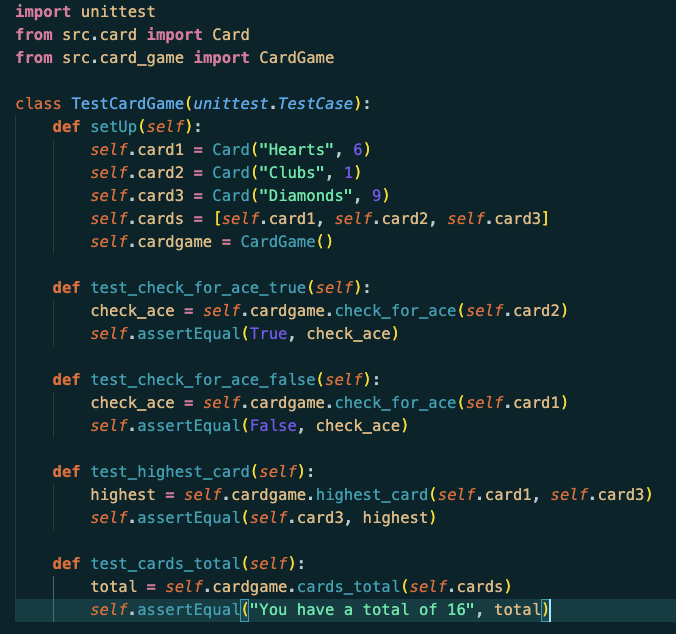 import unittest
from src.card import Card
from src.card_game import CardGame

class TestCardGame(unittest.TestCase):
    def setUp(self):
        self.card1 = Card("Hearts", 6)
        self.card2 = Card("Clubs", 1)
        self.card3 = Card("Diamonds", 9)
        self.cards = [self.card1, self.card2, self.card3]
        self.cardgame = CardGame()

    def test_check_for_ace_true(self):
        check_ace = self.cardgame.check_for_ace(self.card2)
        self.assertEqual(True, check_ace)

    def test_check_for_ace_false(self):
        check_ace = self.cardgame.check_for_ace(self.card1)
        self.assertEqual(False, check_ace)

    def test_highest_card(self):
        highest = self.cardgame.highest_card(self.card1, self.card3)
        self.assertEqual(self.card3, highest)

    def test_cards_total(self):
        total = self.cardgame.cards_total(self.cards)
        self.assertEqual("You have a total of 16", total)